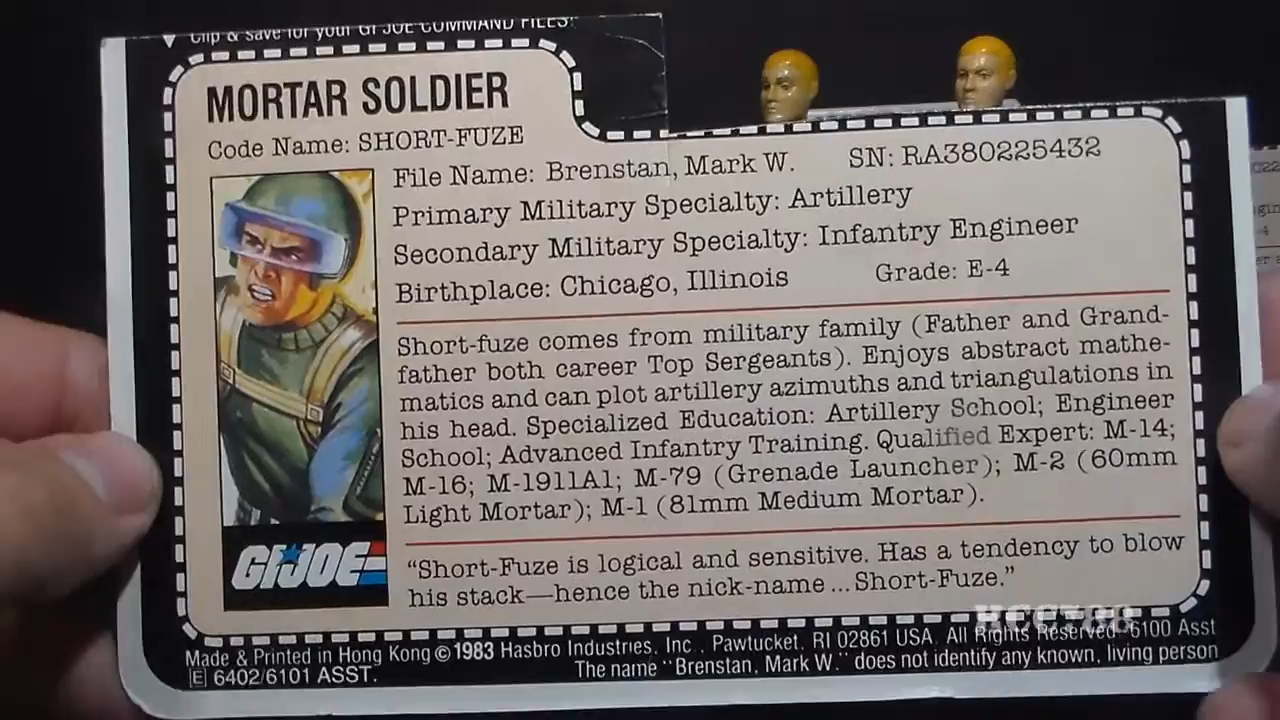 Clip & save for your GI JOE COMMAND FILES!
MORTAR SOLDIER
Code Name: SHORT-FUZE
File Name: Brenstan, Mark W. SN: RA380225432
Primary Military Specialty: Artillery
Secondary Military Specialty: Infantry Engineer
Birthplace: Chicago, Illinois Grade: E-4
Short-fuze comes from military family (Father and Grand-
father both career Top Sergeants). Enjoys abstract mathe-
matics and can plot artillery azimuths and triangulations in
his head. Specialized Education: Artillery School; Engineer
School; Advanced Infantry Training. Qualified Expert: M-14;
M-16; M-1911A1; M-79 (Grenade Launcher); M-2 (60mm
Light Mortar); M-1 (81mm Medium Mortar).
GI JOE
"Short-Fuze is logical and sensitive. Has a tendency to blow
his stack—hence the nick-name ... Short-Fuze."
HCC788
Made & Printed in Hong Kong © 1983 Hasbro Industries, Inc., Pawtucket, RI 02861 USA. All Rights Reserved 6100 Asst
E 6402/6101 ASST. The name "Brenstan, Mark W." does not identify any known, living person